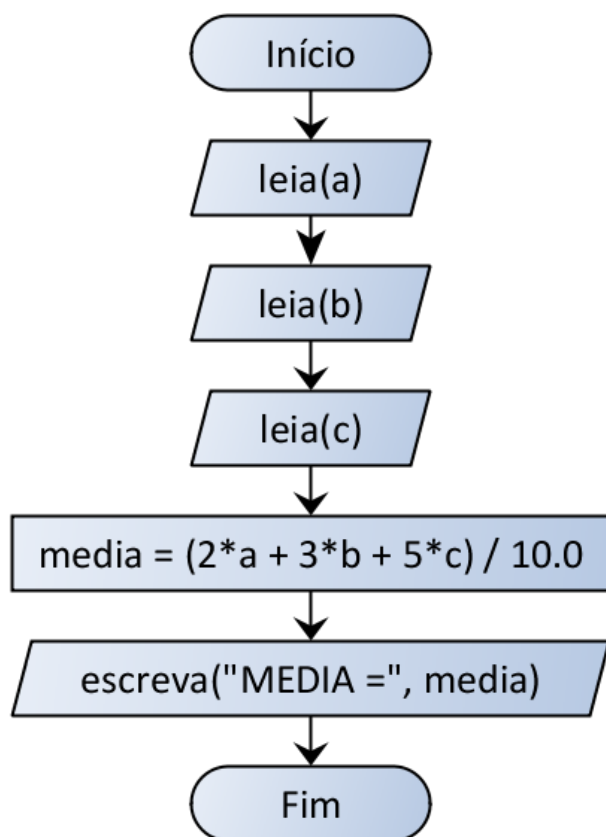 Início
leia(a)
leia(b)
leia(c)
media = (2*a + 3*b + 5*c) / 10.0
escreva("MEDIA =", media)
Fim